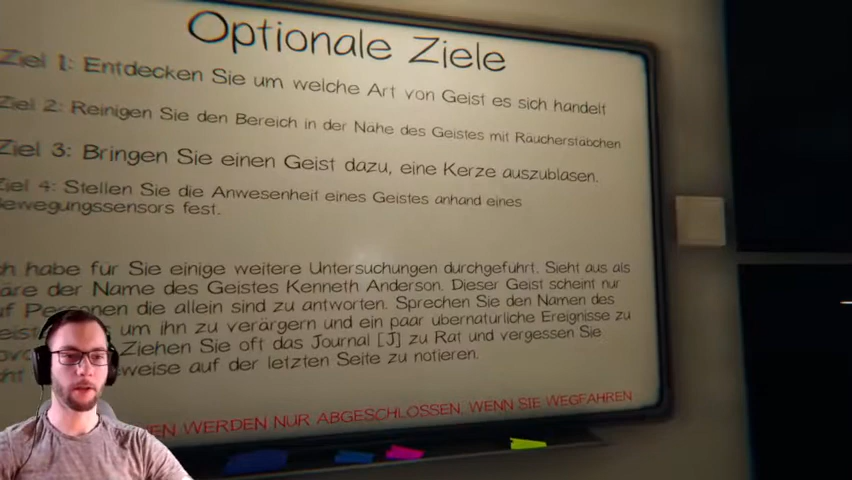 Optionale Ziele
Ziel 1: Entdecken Sie um welche Art von Geist es sich handelt
Ziel 2: Reinigen Sie den Bereich in der Nähe des Geistes mit Räucherstäbchen
Ziel 3: Bringen Sie einen Geist dazu, eine Kerze auszublasen.
Ziel 4: Stellen Sie die Anwesenheit eines Geistes anhand eines
Bewegungssensors fest.
ch habe für Sie einige weitere Untersuchungen durchgeführt. Sieht aus als
äre der Name des Geistes Kenneth Anderson. Dieser Geist scheint nur
uf Personen die allein sind zu antworten. Sprechen Sie den Namen des
eist um ihn zu verärgern und ein paar übernatürliche Ereignisse zu
Ziehen Sie oft das Journal [J] zu Rat und vergessen Sie
weise auf der letzten Seite zu notieren.
WERDEN NUR ABGESCHLOSSEN, WENN SIE WEGFAHREN